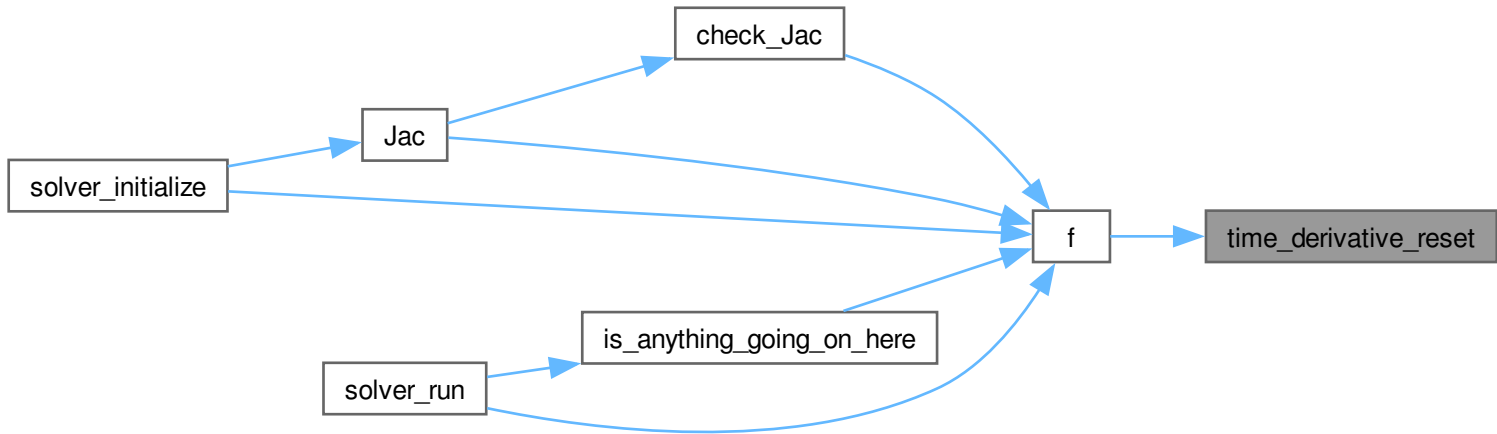 check_Jac
Jac
solver_initialize
f
time_derivative_reset
is_anything_going_on_here
solver_run